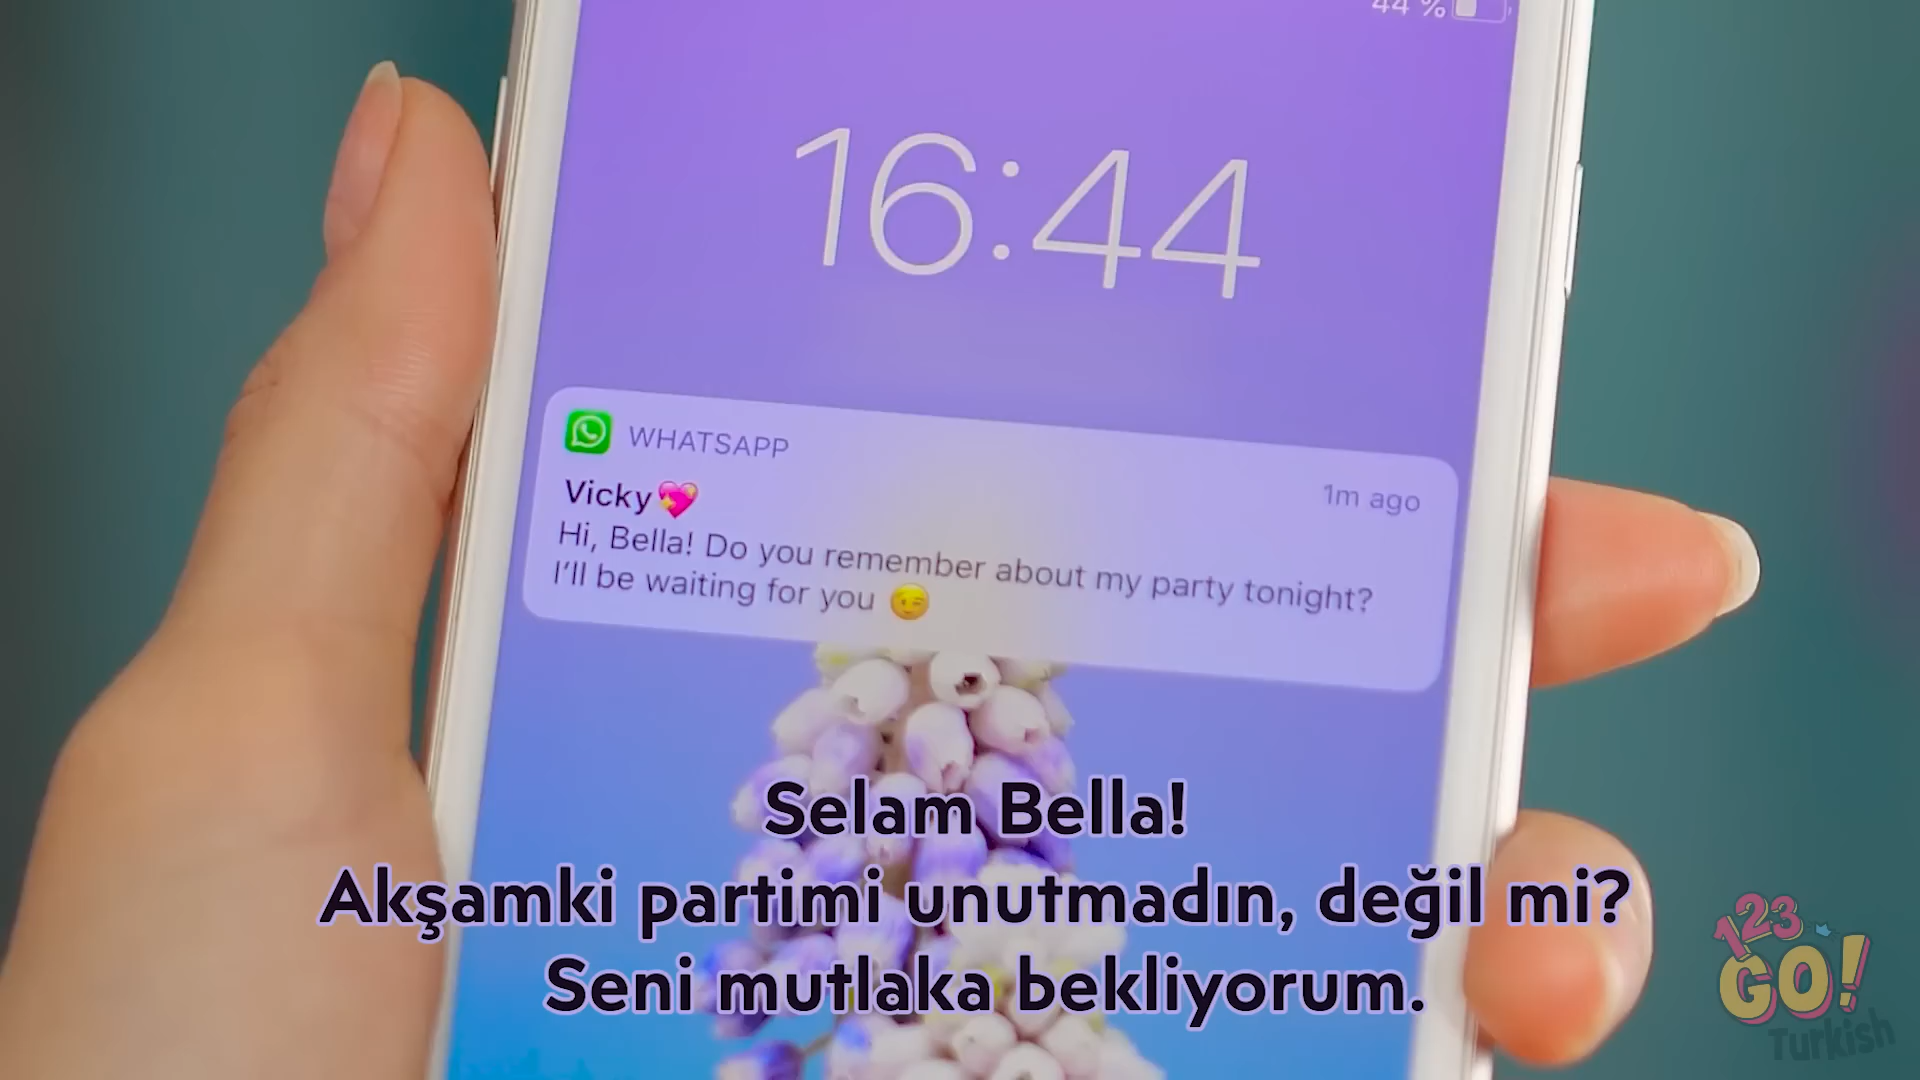 44 %
16:44
WHATSAPP
Vicky💖
1m ago
Hi, Bella! Do you remember about my party tonight?
I'll be waiting for you 😉
Selam Bella!
Akşamki partimi unutmadın, değil mi?
Seni mutlaka bekliyorum.
123
GO!
Turkish